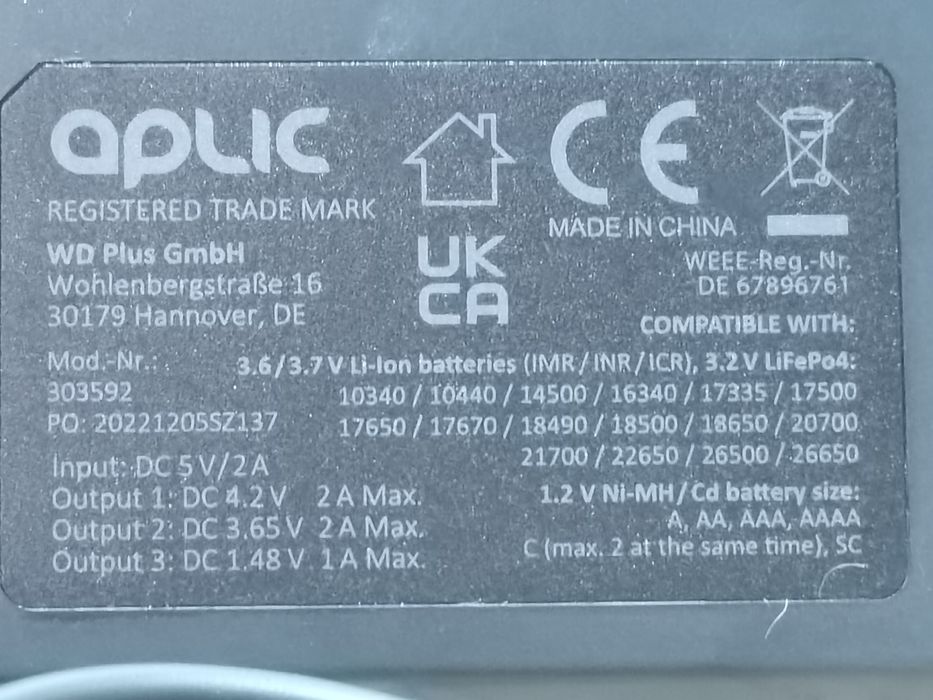 aplic
REGISTERED TRADE MARK
WD Plus GmbH
Wohlenbergstraße 16
30179 Hannover, DE
Mod.-Nr.:
303592
PO: 20221205SZ137
Input: DC 5 V/2 A
Output 1: DC 4.2 V 2 A Max.
Output 2: DC 3.65 V 2 A Max.
Output 3: DC 1.48 V 1 A Max.
UK
CA
CE
MADE IN CHINA
WEEE-Reg.-Nr.
DE 67896761
COMPATIBLE WITH:
3.6/3.7 V Li-Ion batteries (IMR/INR/ICR), 3.2 V LiFePo4:
10340 / 10440 / 14500 / 16340 / 17335 / 17500
17650 / 17670 / 18490 / 18500 / 18650 / 20700
21700 / 22650 / 26500 / 26650
1.2 V Ni-MH/Cd battery size:
A, AA, AAA, AAAA
C (max. 2 at the same time), SC